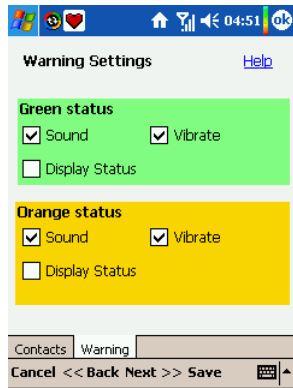 04:51 ok
Warning Settings Help
Green status
Sound Vibrate
Display Status
Orange status
Sound Vibrate
Display Status
Contacts Warning
Cancel << Back Next >> Save